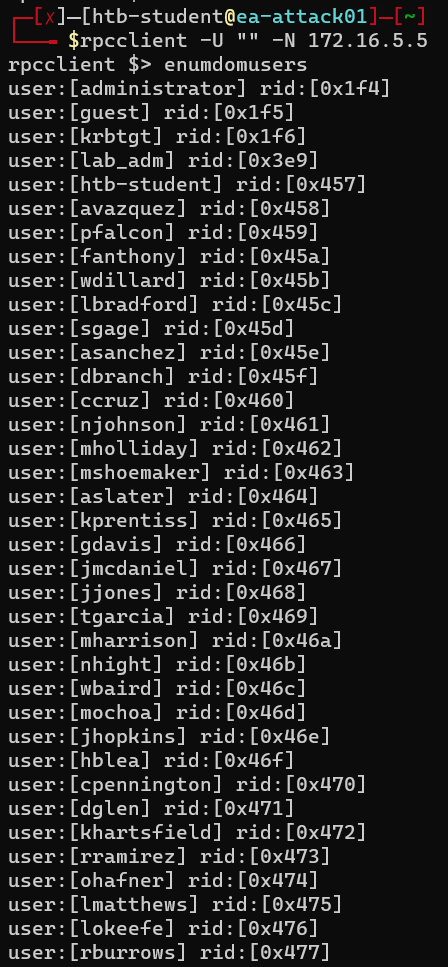 ┌─[✗]─[htb-student@ea-attack01]─[~]
└──╼ $rpcclient -U "" -N 172.16.5.5
rpcclient $> enumdomusers
user:[administrator] rid:[0x1f4]
user:[guest] rid:[0x1f5]
user:[krbtgt] rid:[0x1f6]
user:[lab_adm] rid:[0x3e9]
user:[htb-student] rid:[0x457]
user:[avazquez] rid:[0x458]
user:[pfalcon] rid:[0x459]
user:[fanthony] rid:[0x45a]
user:[wdillard] rid:[0x45b]
user:[lbradford] rid:[0x45c]
user:[sgage] rid:[0x45d]
user:[asanchez] rid:[0x45e]
user:[dbranch] rid:[0x45f]
user:[ccruz] rid:[0x460]
user:[njohnson] rid:[0x461]
user:[mholliday] rid:[0x462]
user:[mshoemaker] rid:[0x463]
user:[aslater] rid:[0x464]
user:[kprentiss] rid:[0x465]
user:[gdavis] rid:[0x466]
user:[jmcdaniel] rid:[0x467]
user:[jjones] rid:[0x468]
user:[tgarcia] rid:[0x469]
user:[mharrison] rid:[0x46a]
user:[nhight] rid:[0x46b]
user:[wbaird] rid:[0x46c]
user:[mochoa] rid:[0x46d]
user:[jhopkins] rid:[0x46e]
user:[hblea] rid:[0x46f]
user:[cpennington] rid:[0x470]
user:[dglen] rid:[0x471]
user:[khartsfield] rid:[0x472]
user:[rramirez] rid:[0x473]
user:[ohafner] rid:[0x474]
user:[lmatthews] rid:[0x475]
user:[lokeefe] rid:[0x476]
user:[rburrows] rid:[0x477]